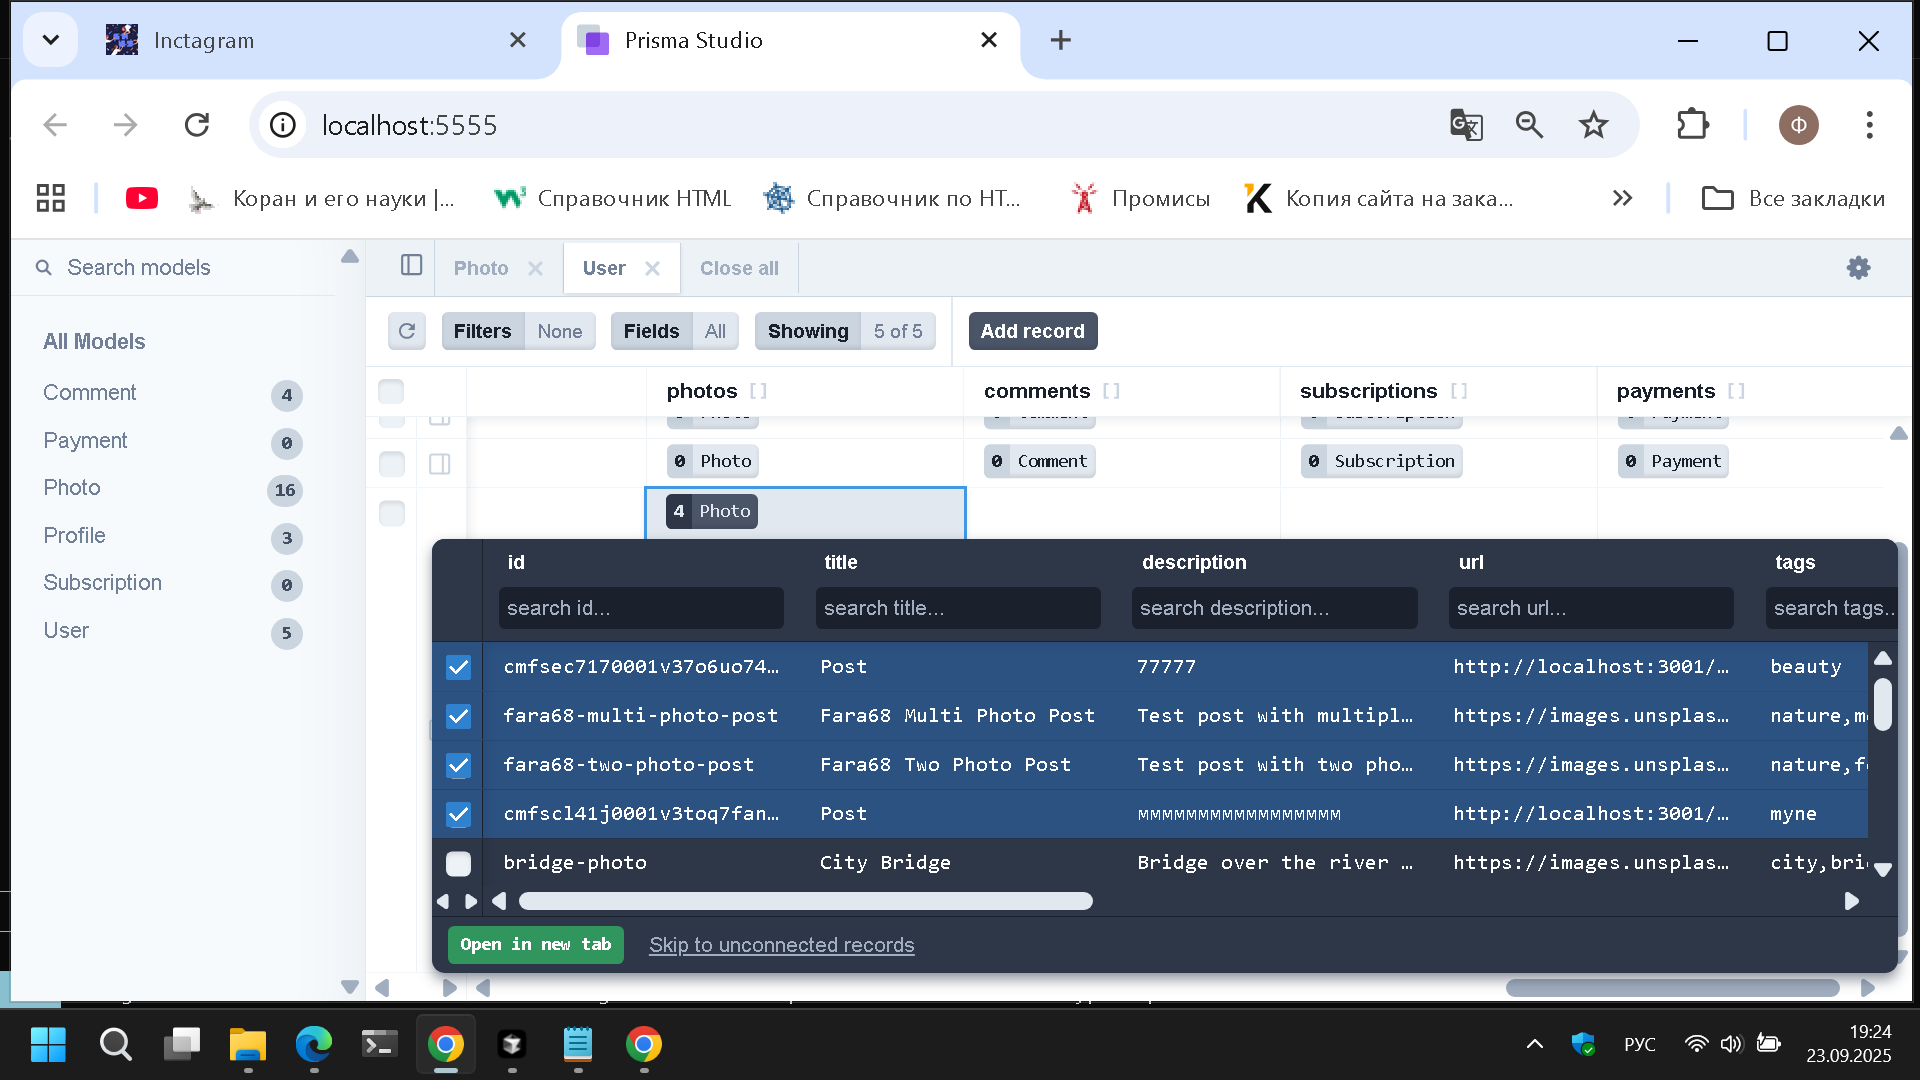 Inctagram
Prisma Studio
localhost:5555
Коран и его науки |...
Справочник HTML
Справочник по HT...
Промисы
Копия сайта на зака...
Все закладки
Search models
Photo
User
Close all
Filters None
Fields All
Showing 5 of 5
Add record
All Models
Comment 4
Payment 0
Photo 16
Profile 3
Subscription 0
User 5
photos []
comments []
subscriptions []
payments []
0 Photo
0 Comment
0 Subscription
0 Payment
4 Photo
id title description url tags
search id... search title... search description... search url... search tags..
cmfsec7170001v37o6uo74… Post 77777 http://localhost:3001/… beauty
fara68-multi-photo-post Fara68 Multi Photo Post Test post with multipl… https://images.unsplas… nature,m
fara68-two-photo-post Fara68 Two Photo Post Test post with two pho… https://images.unsplas… nature,f
cmfscl41j0001v3toq7fan… Post ммммммммммммммммм http://localhost:3001/… myne
bridge-photo City Bridge Bridge over the river … https://images.unsplas… city,bri
Open in new tab
Skip to unconnected records
РУС
19:24
23.09.2025